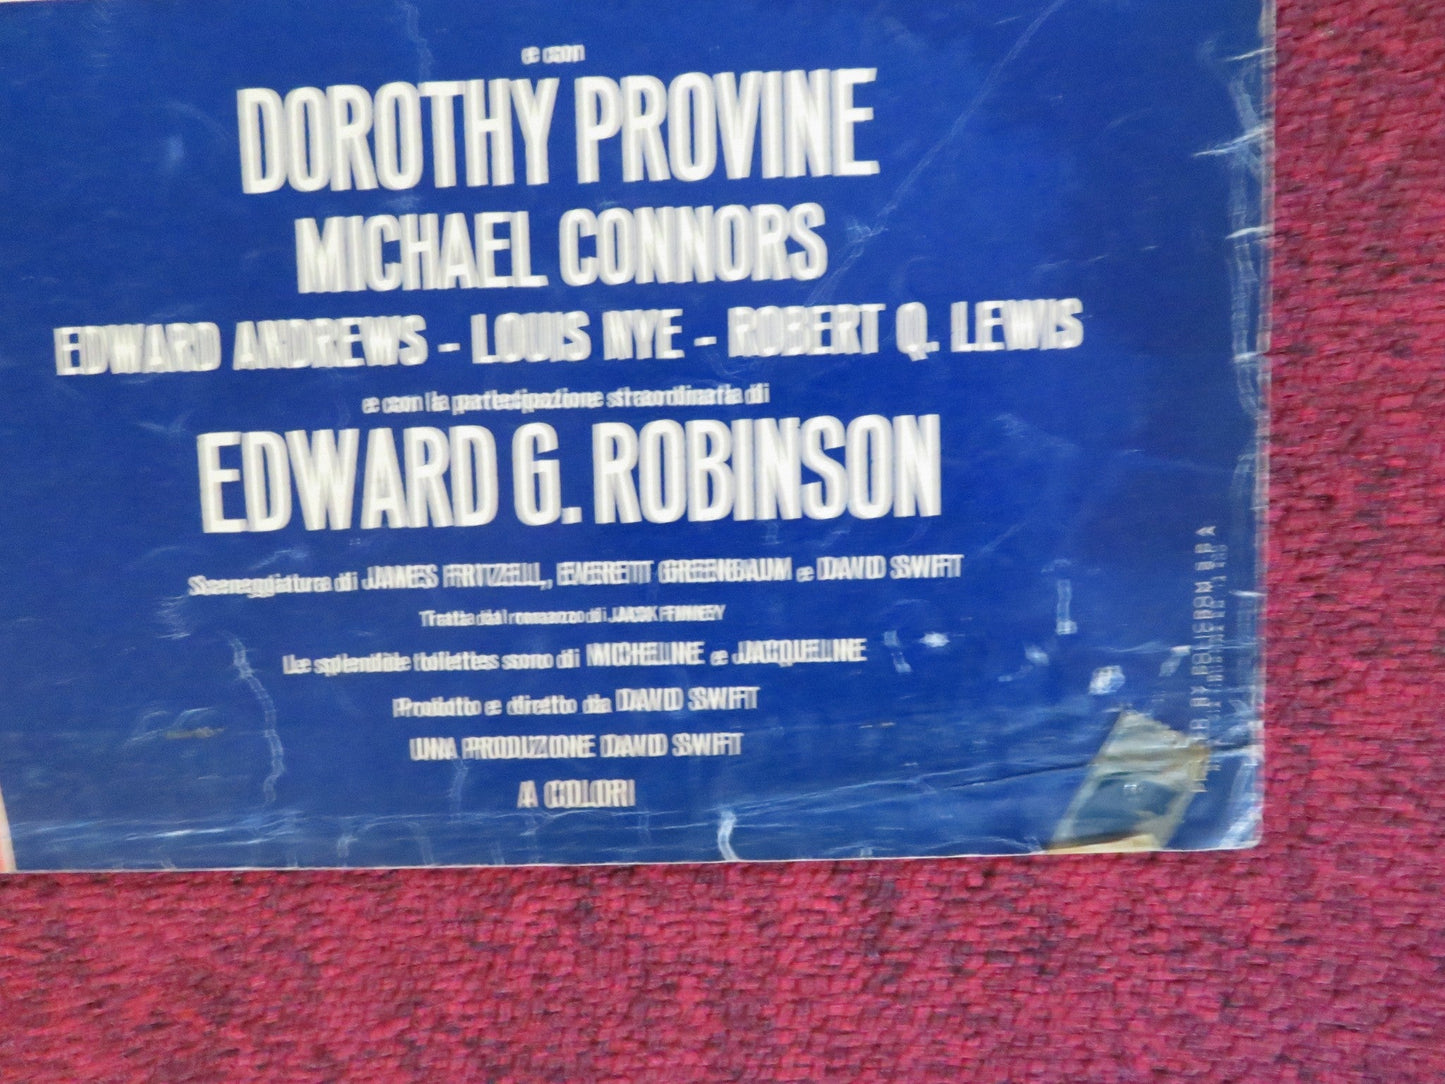 e con
DOROTHY PROVINE
MICHAEL CONNORS
EDWARD ANDREWS - LOUIS NYE - ROBERT Q. LEWIS
e con la partecipazione straordinaria di
EDWARD G. ROBINSON
Sceneggiatura di JAMES FRITZELL, EVERETT GREENBAUM e DAVID SWIFT
Tratta dal romanzo di JACK FINNEY
Le splendide toilettes sono di MICHELINE e JACQUELINE
Prodotto e diretto da DAVID SWIFT
UNA PRODUZIONE DAVID SWIFT
A COLORI